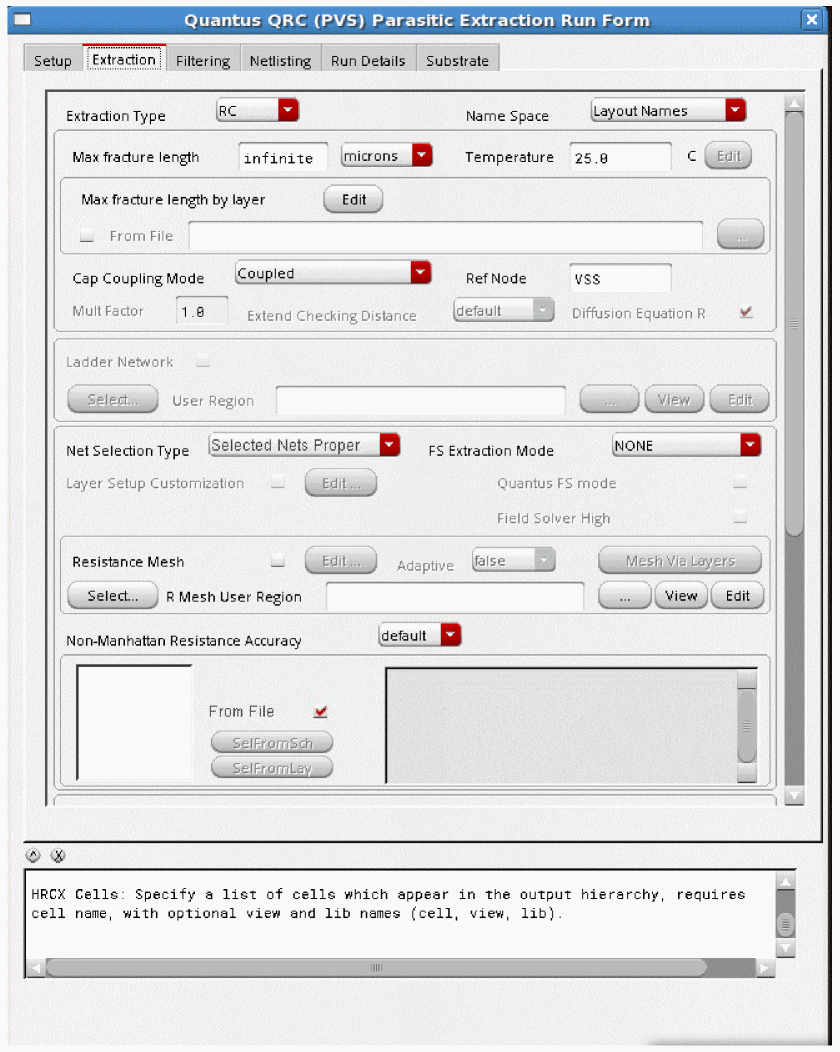 Quantus QRC (PVS) Parasitic Extraction Run Form
Setup Extraction Filtering Netlisting Run Details Substrate
Extraction Type RC Name Space Layout Names
Max fracture length infinite microns Temperature 25.0 C Edit
Max fracture length by layer Edit
From File ...
Cap Coupling Mode Coupled Ref Node VSS
Mult Factor 1.0 Extend Checking Distance default Diffusion Equation R
Ladder Network
Select... User Region ... View Edit
Net Selection Type Selected Nets Proper FS Extraction Mode NONE
Layer Setup Customization Edit ... Quantus FS mode
Field Solver High
Resistance Mesh Edit ... Adaptive false Mesh Via Layers
Select... R Mesh User Region ... View Edit
Non-Manhattan Resistance Accuracy default
From File
SelFromSch
SelFromLay
HRCX Cells: Specify a list of cells which appear in the output hierarchy, requires
cell name, with optional view and lib names (cell, view, lib).